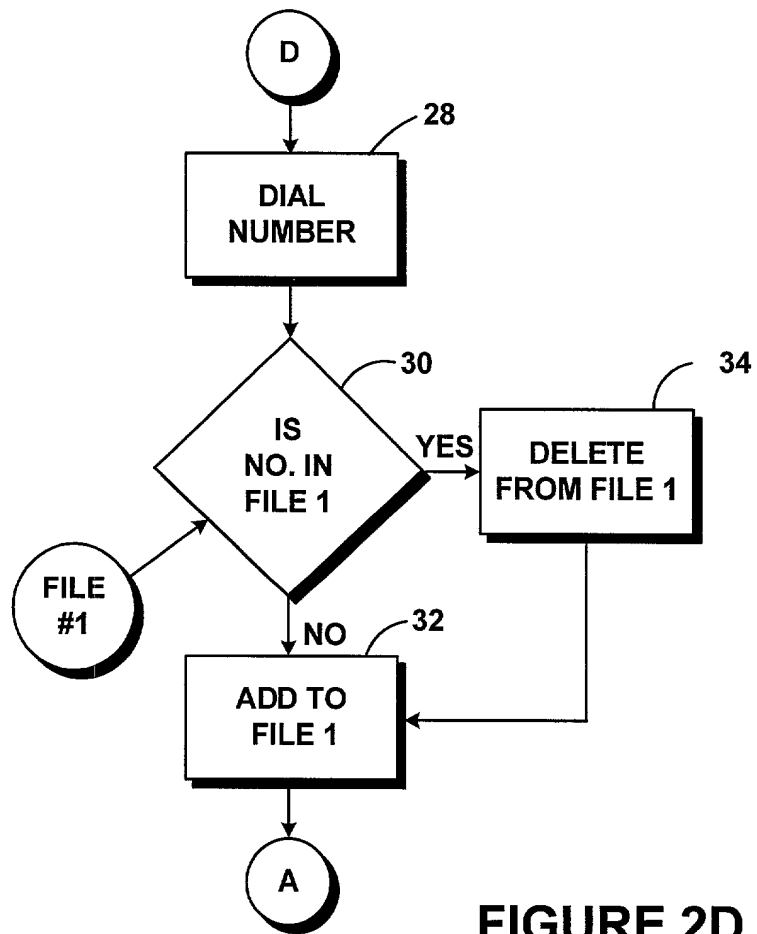 D
28
DIAL
NUMBER
30
IS
NO. IN
FILE 1
YES
34
DELETE
FROM FILE 1
FILE
#1
NO
32
ADD TO
FILE 1
A
FIGURE 2D